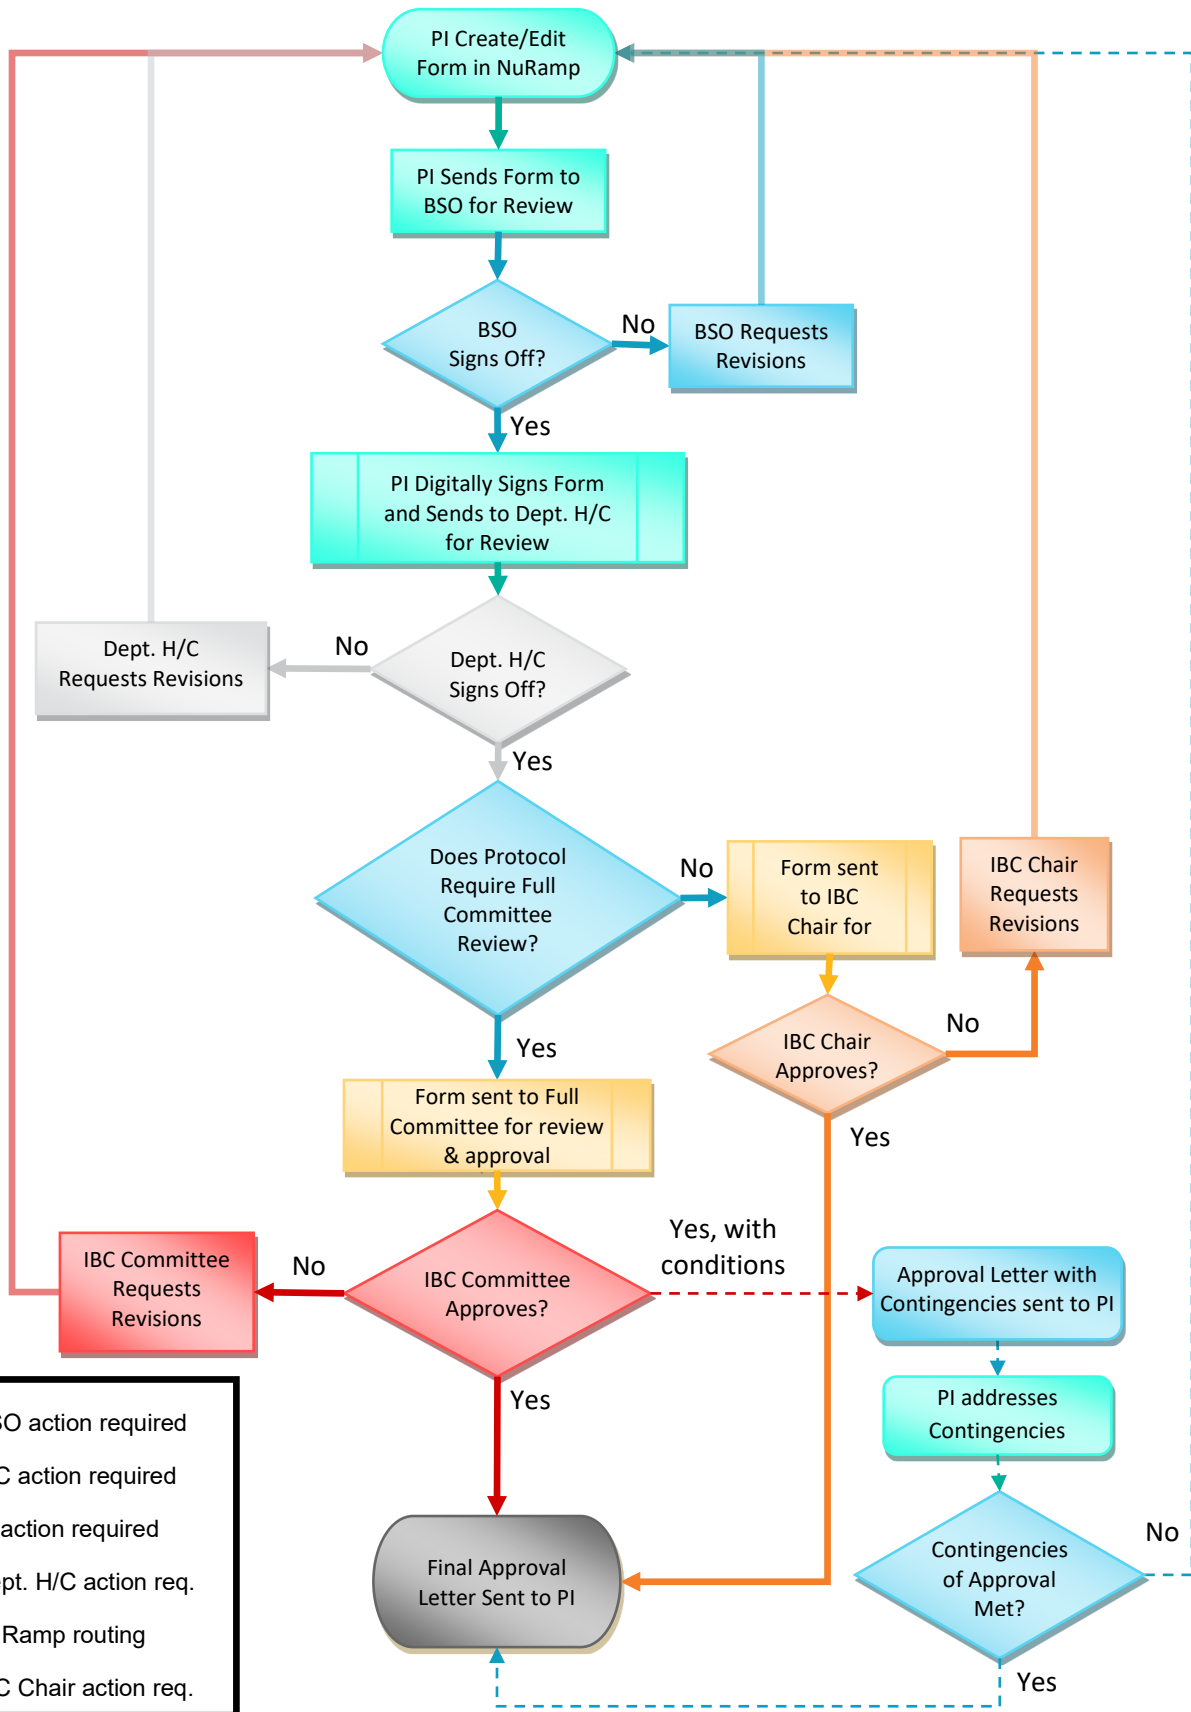 PI Create/Edit
Form in NuRamp
PI Sends Form to
BSO for Review
BSO
Signs Off?
No
BSO Requests
Revisions
Yes
PI Digitally Signs Form
and Sends to Dept. H/C
for Review
Dept. H/C
Requests Revisions
No
Dept. H/C
Signs Off?
Yes
Does Protocol
Require Full
Committee
Review?
No
Form sent
to IBC
Chair for
IBC Chair
Requests
Revisions
IBC Chair
Approves?
No
Yes
Yes
Form sent to Full
Committee for review
& approval
IBC Committee
Requests
Revisions
No
IBC Committee
Approves?
Yes, with
conditions
Approval Letter with
Contingencies sent to PI
Yes
PI addresses
Contingencies
Contingencies
of Approval
Met?
No
Yes
Final Approval
Letter Sent to PI
action required
action required
action required
H/C action req.
Ramp routing
Chair action req.